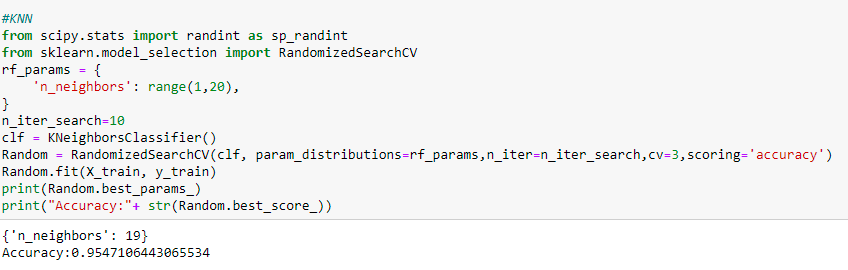 #KNN
from scipy.stats import randint as sp_randint
from sklearn.model_selection import RandomizedSearchCV
rf_params = {
    'n_neighbors': range(1,20),
}
n_iter_search=10
clf = KNeighborsClassifier()
Random = RandomizedSearchCV(clf, param_distributions=rf_params,n_iter=n_iter_search,cv=3,scoring='accuracy')
Random.fit(X_train, y_train)
print(Random.best_params_)
print("Accuracy:"+ str(Random.best_score_))
{'n_neighbors': 19}
Accuracy:0.9547106443065534